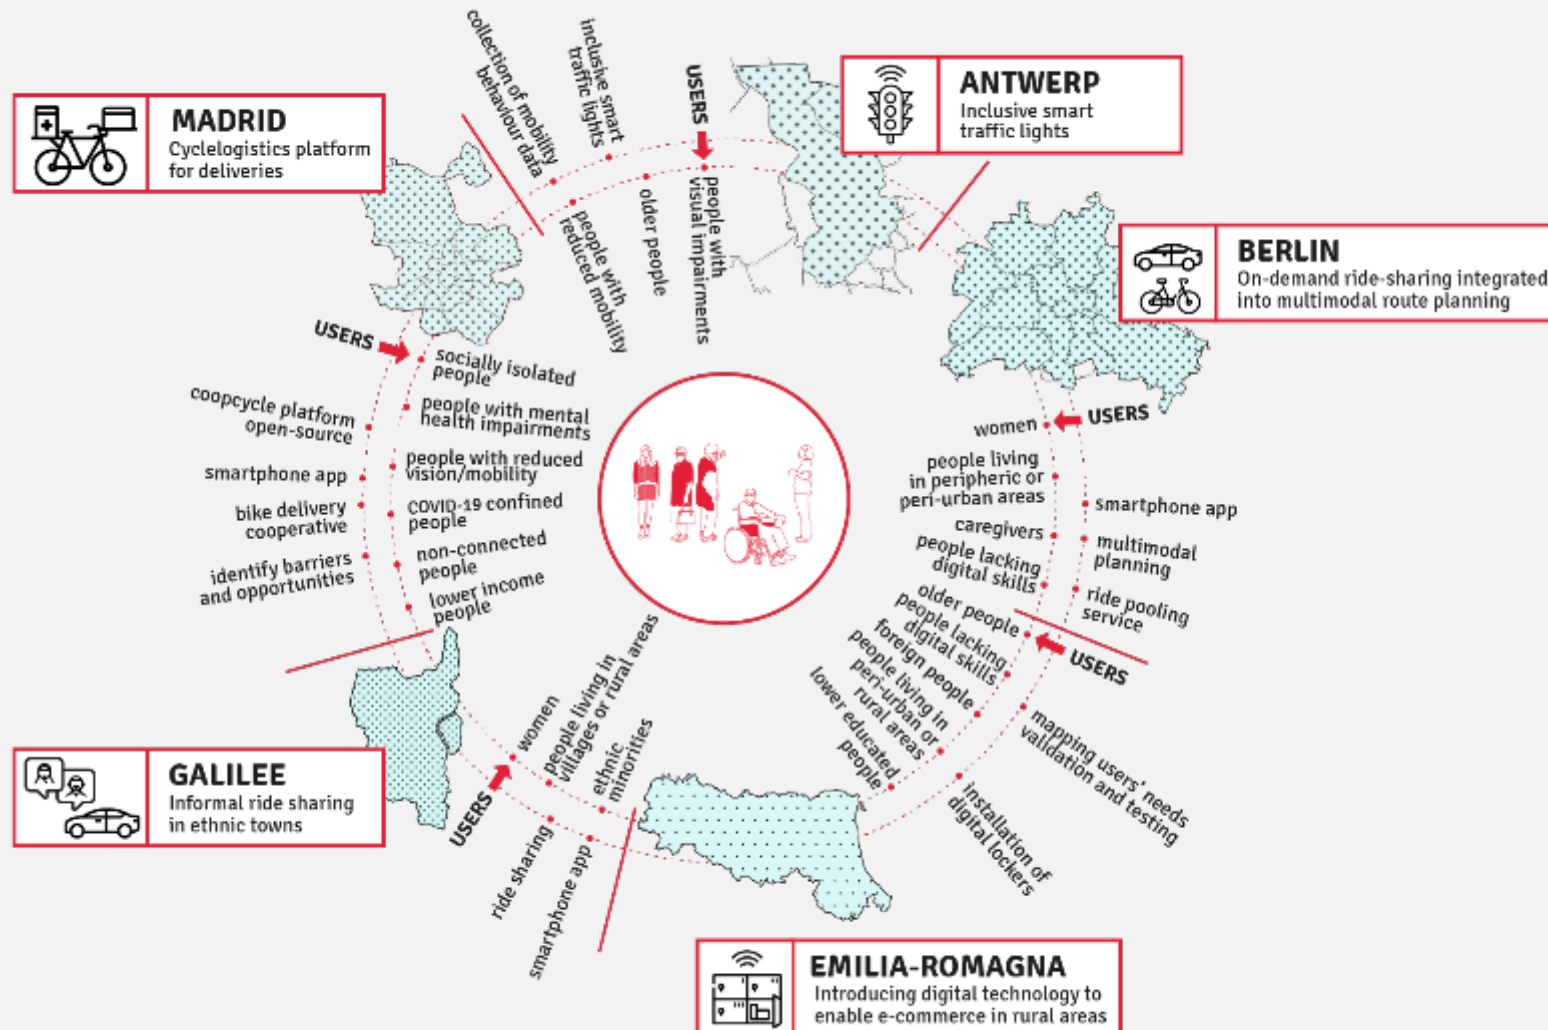 MADRID
Cyclelogistics platform
for deliveries
collection of mobility
behaviour data
inclusive smart
traffic lights
USERS
people with
reduced mobility
older people
people with
visual impairments
ANTWERP
Inclusive smart
traffic lights
BERLIN
On-demand ride-sharing integrated
into multimodal route planning
USERS
women
people living
in peripheric or
peri-urban areas
caregivers
people lacking
digital skills
smartphone app
multimodal
planning
ride pooling
service
USERS
older people
people lacking
digital skills
foreign people
people living in
peri-urban or
rural areas
lower educated
people
mapping users' needs
validation and testing
installation of
digital lockers
EMILIA-ROMAGNA
Introducing digital technology to
enable e-commerce in rural areas
USERS
women
people living in
villages or rural areas
ethnic
minorities
ride sharing
smartphone app
GALILEE
Informal ride sharing
in ethnic towns
USERS
socially isolated
people
people with mental
health impairments
people with reduced
vision/mobility
COVID-19 confined
people
non-connected
people
lower income
people
coopcycle platform
open-source
smartphone app
bike delivery
cooperative
identify barriers
and opportunities